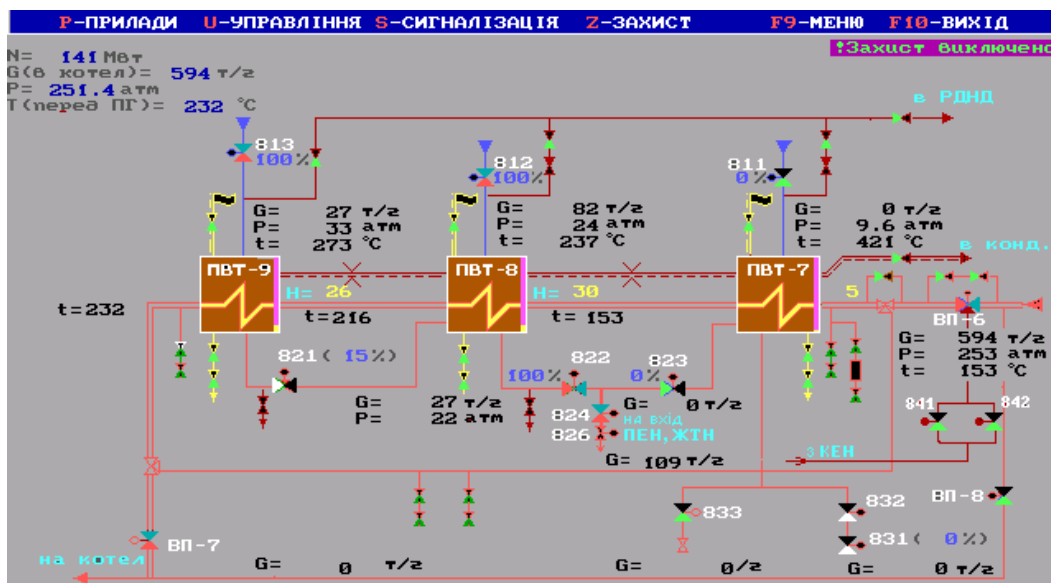 P-ПРИЛАДИ U-УПРАВЛІННЯ S-СИГНАЛІЗАЦІЯ Z-ЗАХИСТ F9-МЕНЮ F10-ВИХІД
!Захист виключено
N= 141 Мвт
G(в котел)= 594 т/г
P= 251.4 атм
T(перед ПГ)= 232 °C
в РДНД
813
100%
812
100%
811
0%
G= 27 т/г
P= 33 атм
t= 273 °C
G= 82 т/г
P= 24 атм
t= 237 °C
G= 0 т/г
P= 9.6 атм
t= 421 °C
в конд.
ПВТ-9
ПВТ-8
ПВТ-7
H= 26
H= 30
5
t=232
t=216
t= 153
ВП-6
G= 594 т/г
P= 253 атм
t= 153 °C
821( 15%)
822
100%
823
0%
G= 27 т/г
P= 22 атм
G= 0 т/г
824
на вхід
826
ПЕН,ЖТН
G= 109 т/г
841
842
з КЕН
833
832
831( 0%)
ВП-8
ВП-7
на котел
G= 0 т/г
G= 0/г
G= 0 т/г